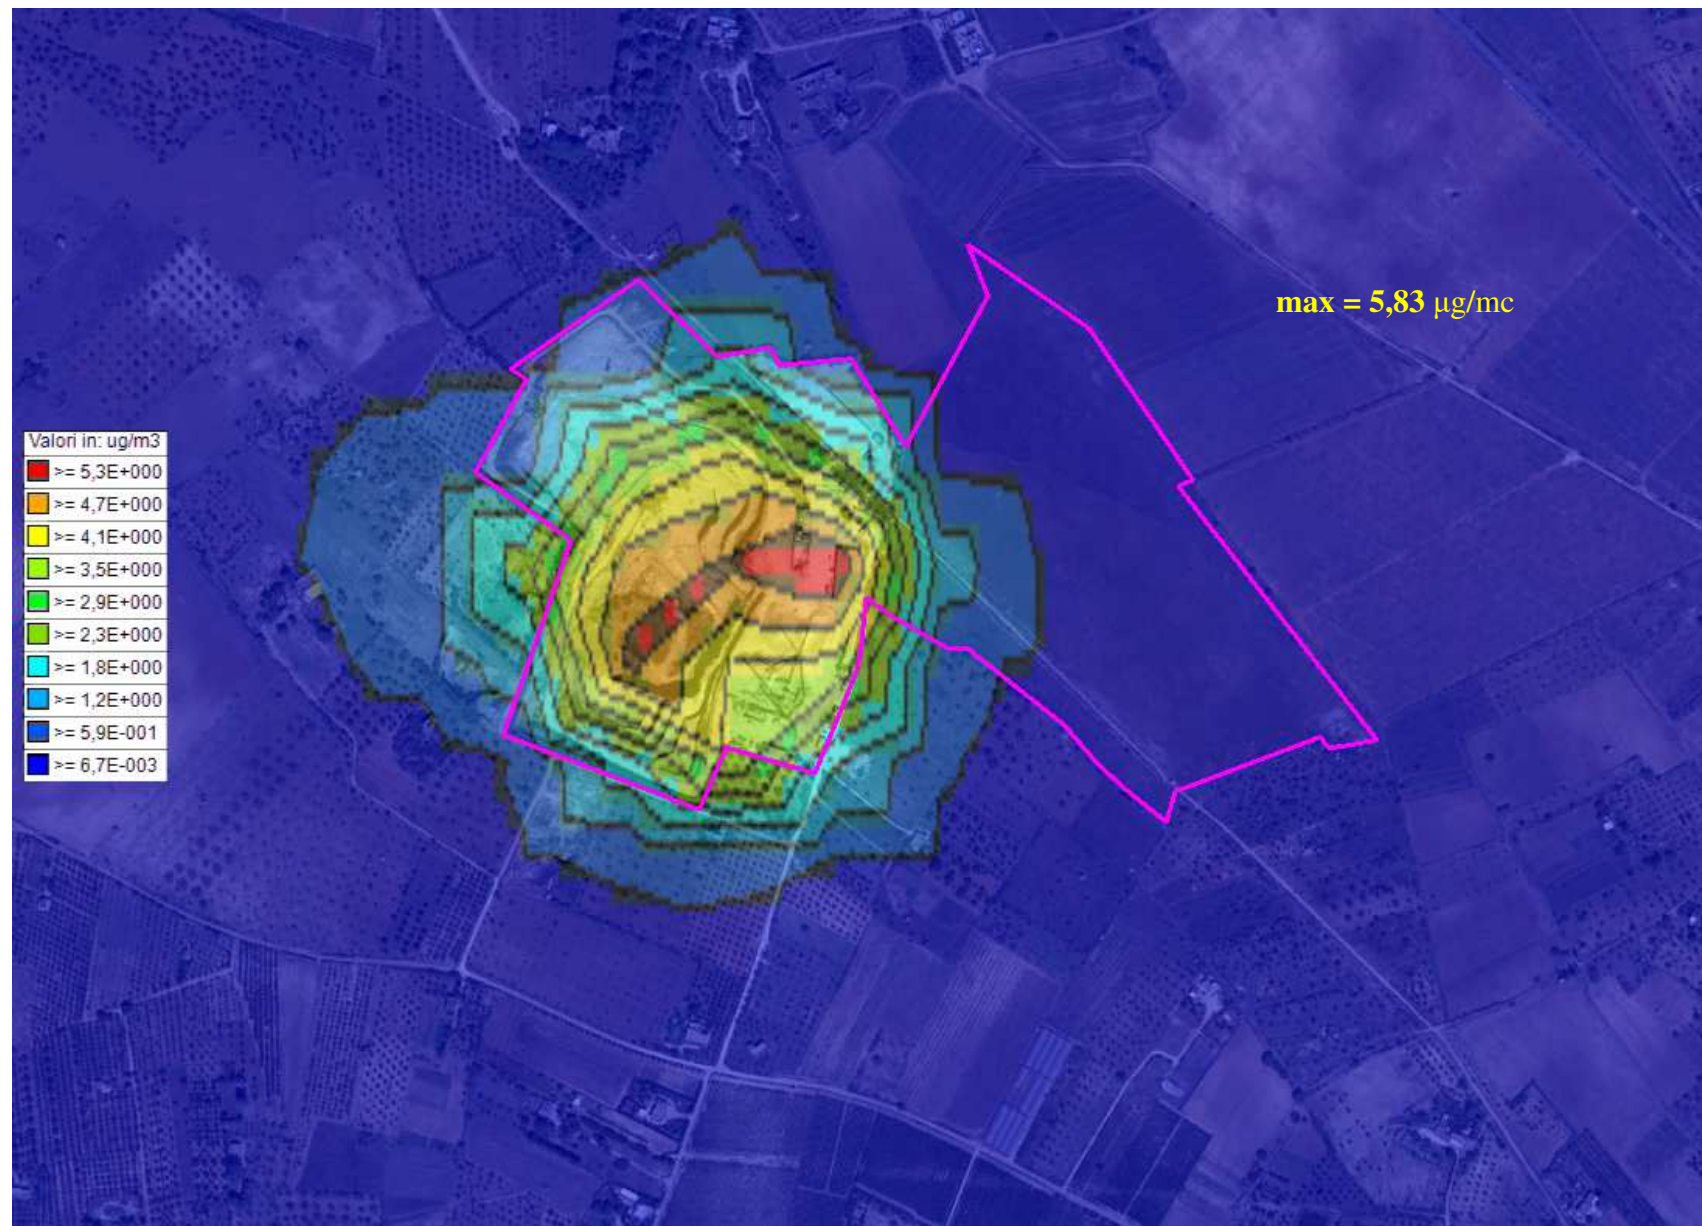 max = 5,83 μg/mc
Valori in: ug/m3
>= 5,3E+000
>= 4,7E+000
>= 4,1E+000
>= 3,5E+000
>= 2,9E+000
>= 2,3E+000
>= 1,8E+000
>= 1,2E+000
>= 5,9E-001
>= 6,7E-003